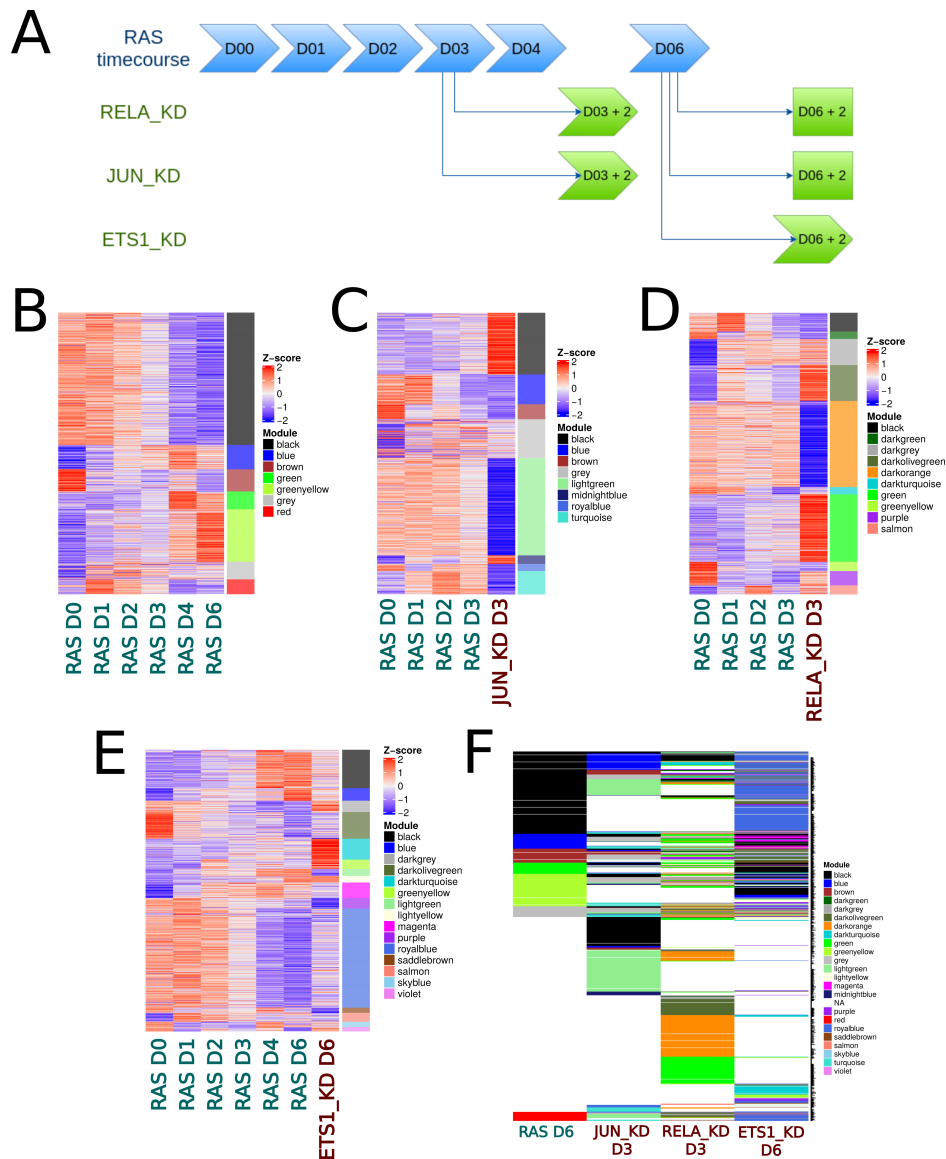 A
RAS
timecourse
D00
D01
D02
D03
D04
D06
RELA_KD
D03 + 2
D06 + 2
JUN_KD
D03 + 2
D06 + 2
ETS1_KD
D06 + 2
B
Z−score
2
1
0
−1
−2
Module
black
blue
brown
green
greenyellow
grey
red
RAS D0
RAS D1
RAS D2
RAS D3
RAS D4
RAS D6
C
Z−score
2
1
0
−1
−2
Module
black
blue
brown
grey
lightgreen
midnightblue
royalblue
turquoise
RAS D0
RAS D1
RAS D2
RAS D3
JUN_KD D3
D
Z−score
2
1
0
−1
−2
Module
black
darkgreen
darkgrey
darkolivegreen
darkorange
darkturquoise
green
greenyellow
purple
salmon
RAS D0
RAS D1
RAS D2
RAS D3
RELA_KD D3
E
Z−score
2
1
0
−1
−2
Module
black
blue
darkgrey
darkolivegreen
darkturquoise
greenyellow
lightgreen
lightyellow
magenta
purple
royalblue
saddlebrown
salmon
skyblue
violet
RAS D0
RAS D1
RAS D2
RAS D3
RAS D4
RAS D6
ETS1_KD D6
F
Module
black
blue
brown
darkgreen
darkgrey
darkolivegreen
darkorange
darkturquoise
green
greenyellow
grey
lightgreen
lightyellow
magenta
midnightblue
NA
purple
red
royalblue
saddlebrown
salmon
skyblue
turquoise
violet
RAS D6
JUN_KD
D3
RELA_KD
D3
ETS1_KD
D6